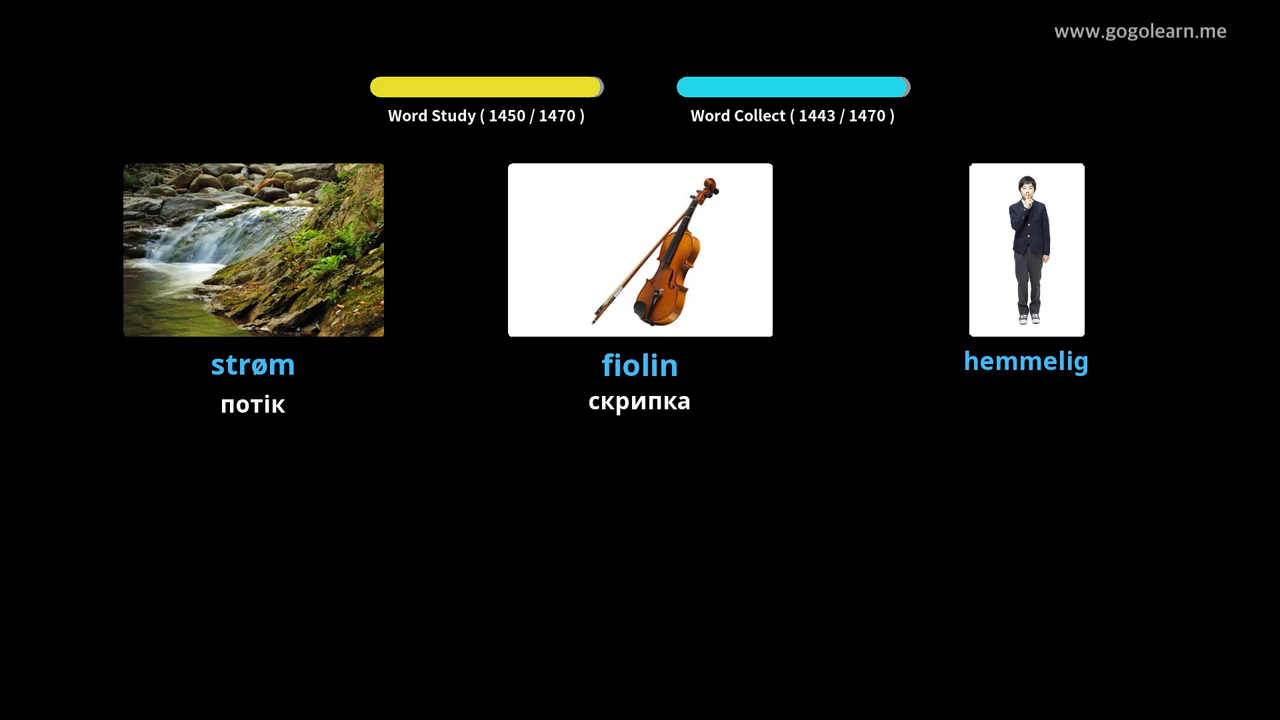 www.gogolearn.me
Word Study ( 1450 / 1470 )
Word Collect ( 1443 / 1470 )
strøm
потік
fiolin
скрипка
hemmelig